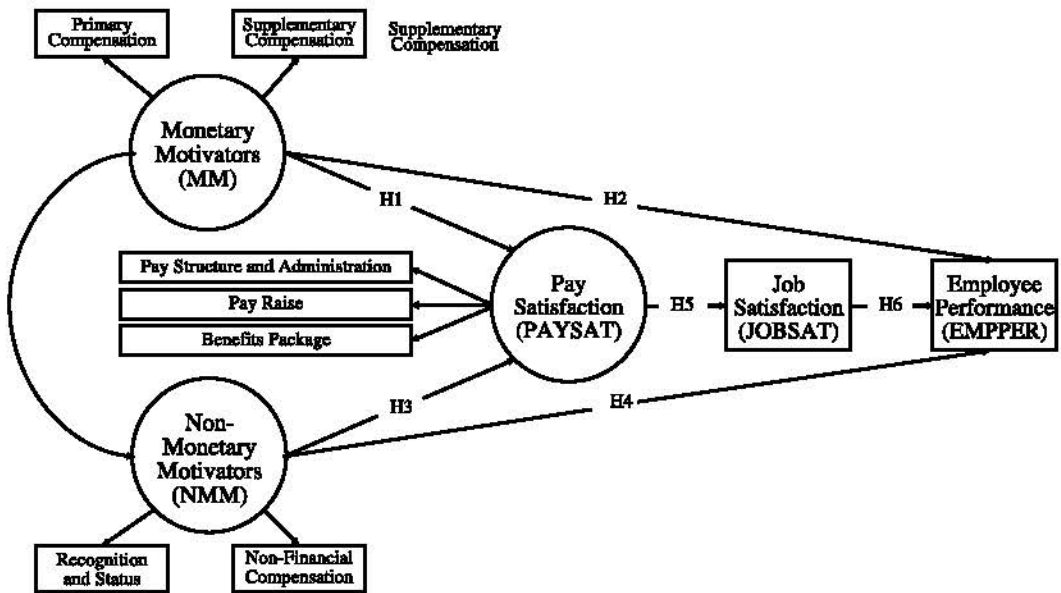 Primary
Compensation
Supplementary
Compensation
Supplementary
Compensation
Monetary
Motivators
(MM)
H1
H2
Pay Structure and Administration
Pay Raise
Benefits Package
Pay
Satisfaction
(PAYSAT)
H5
Job
Satisfaction
(JOBSAT)
H6
Employee
Performance
(EMPPER)
H3
H4
Non-
Monetary
Motivators
(NMM)
Recognition
and Status
Non-Financial
Compensation